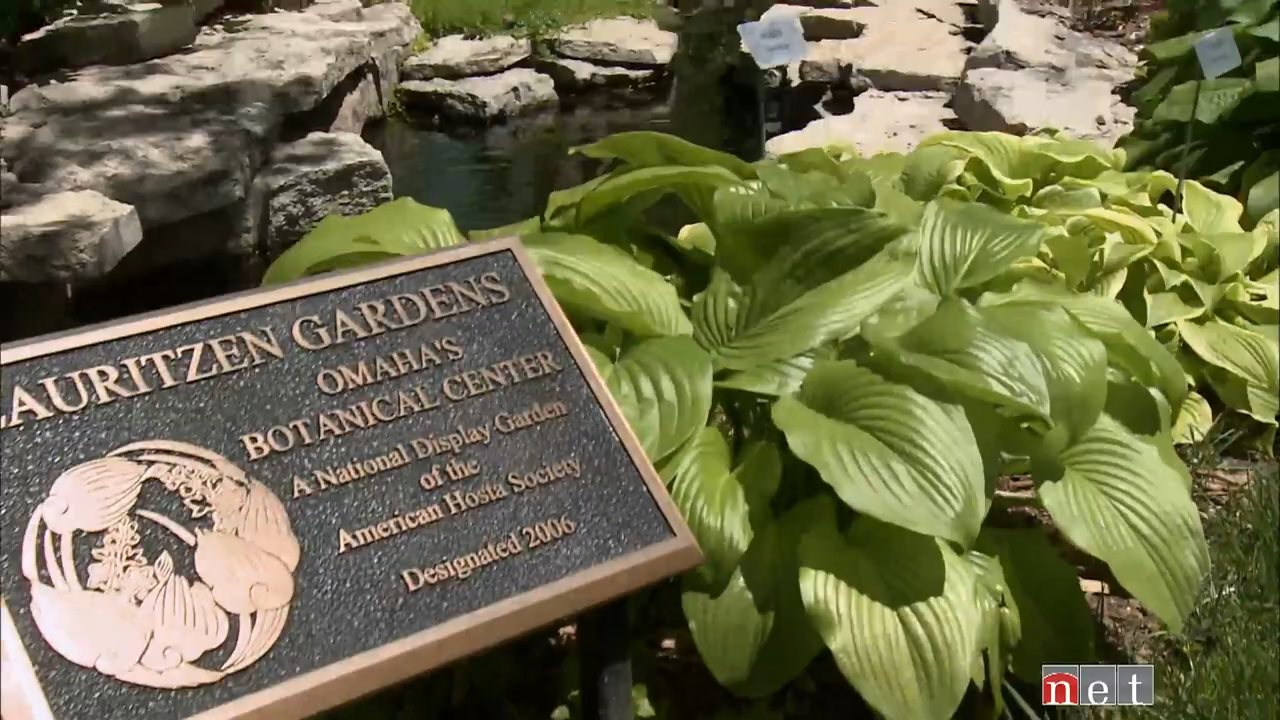 AURITZEN GARDENS
OMAHA'S
BOTANICAL CENTER
A National Display Garden
of the
American Hosta Society
Designated 2006
net